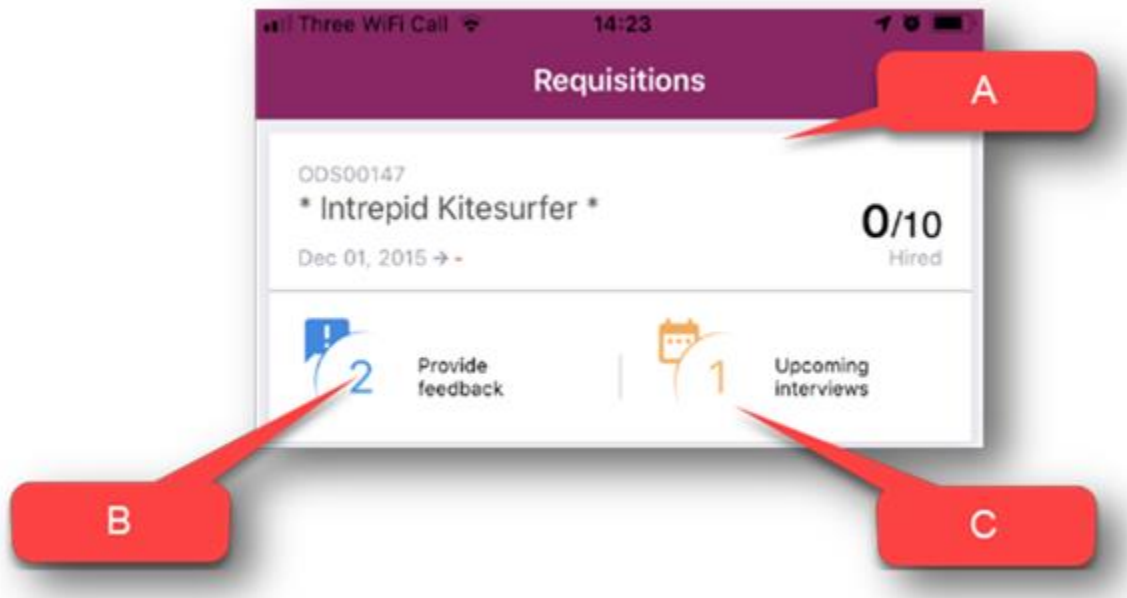 Three WiFi Call 14:23
Requisitions
A
ODS00147
* Intrepid Kitesurfer *
0/10
Dec 01, 2015 → -
Hired
2 Provide feedback
1 Upcoming interviews
B
C